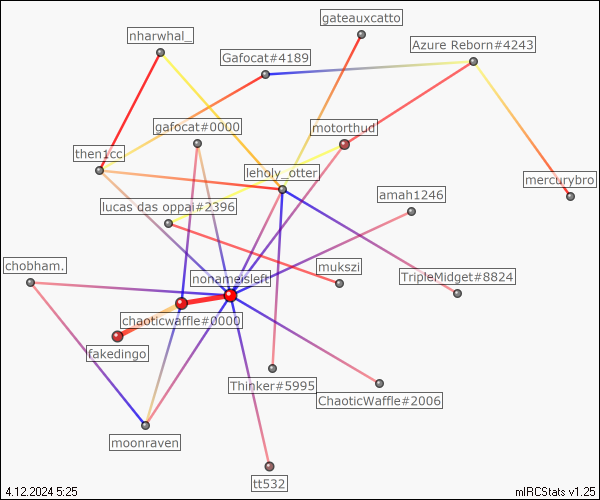 gateauxcatto
nharwhal_
Azure Reborn#4243
Gafocat#4189
gafocat#0000
motorthud
then1cc
leholy_otter
mercurybro
amah1246
lucas das oppai#2396
chobham.
mukszi
nonameisleft
TripleMidget#8824
chaoticwaffle#0000
fakedingo
Thinker#5995
ChaoticWaffle#2006
moonraven
tt532
4.12.2024 5:25
mIRCStats v1.25